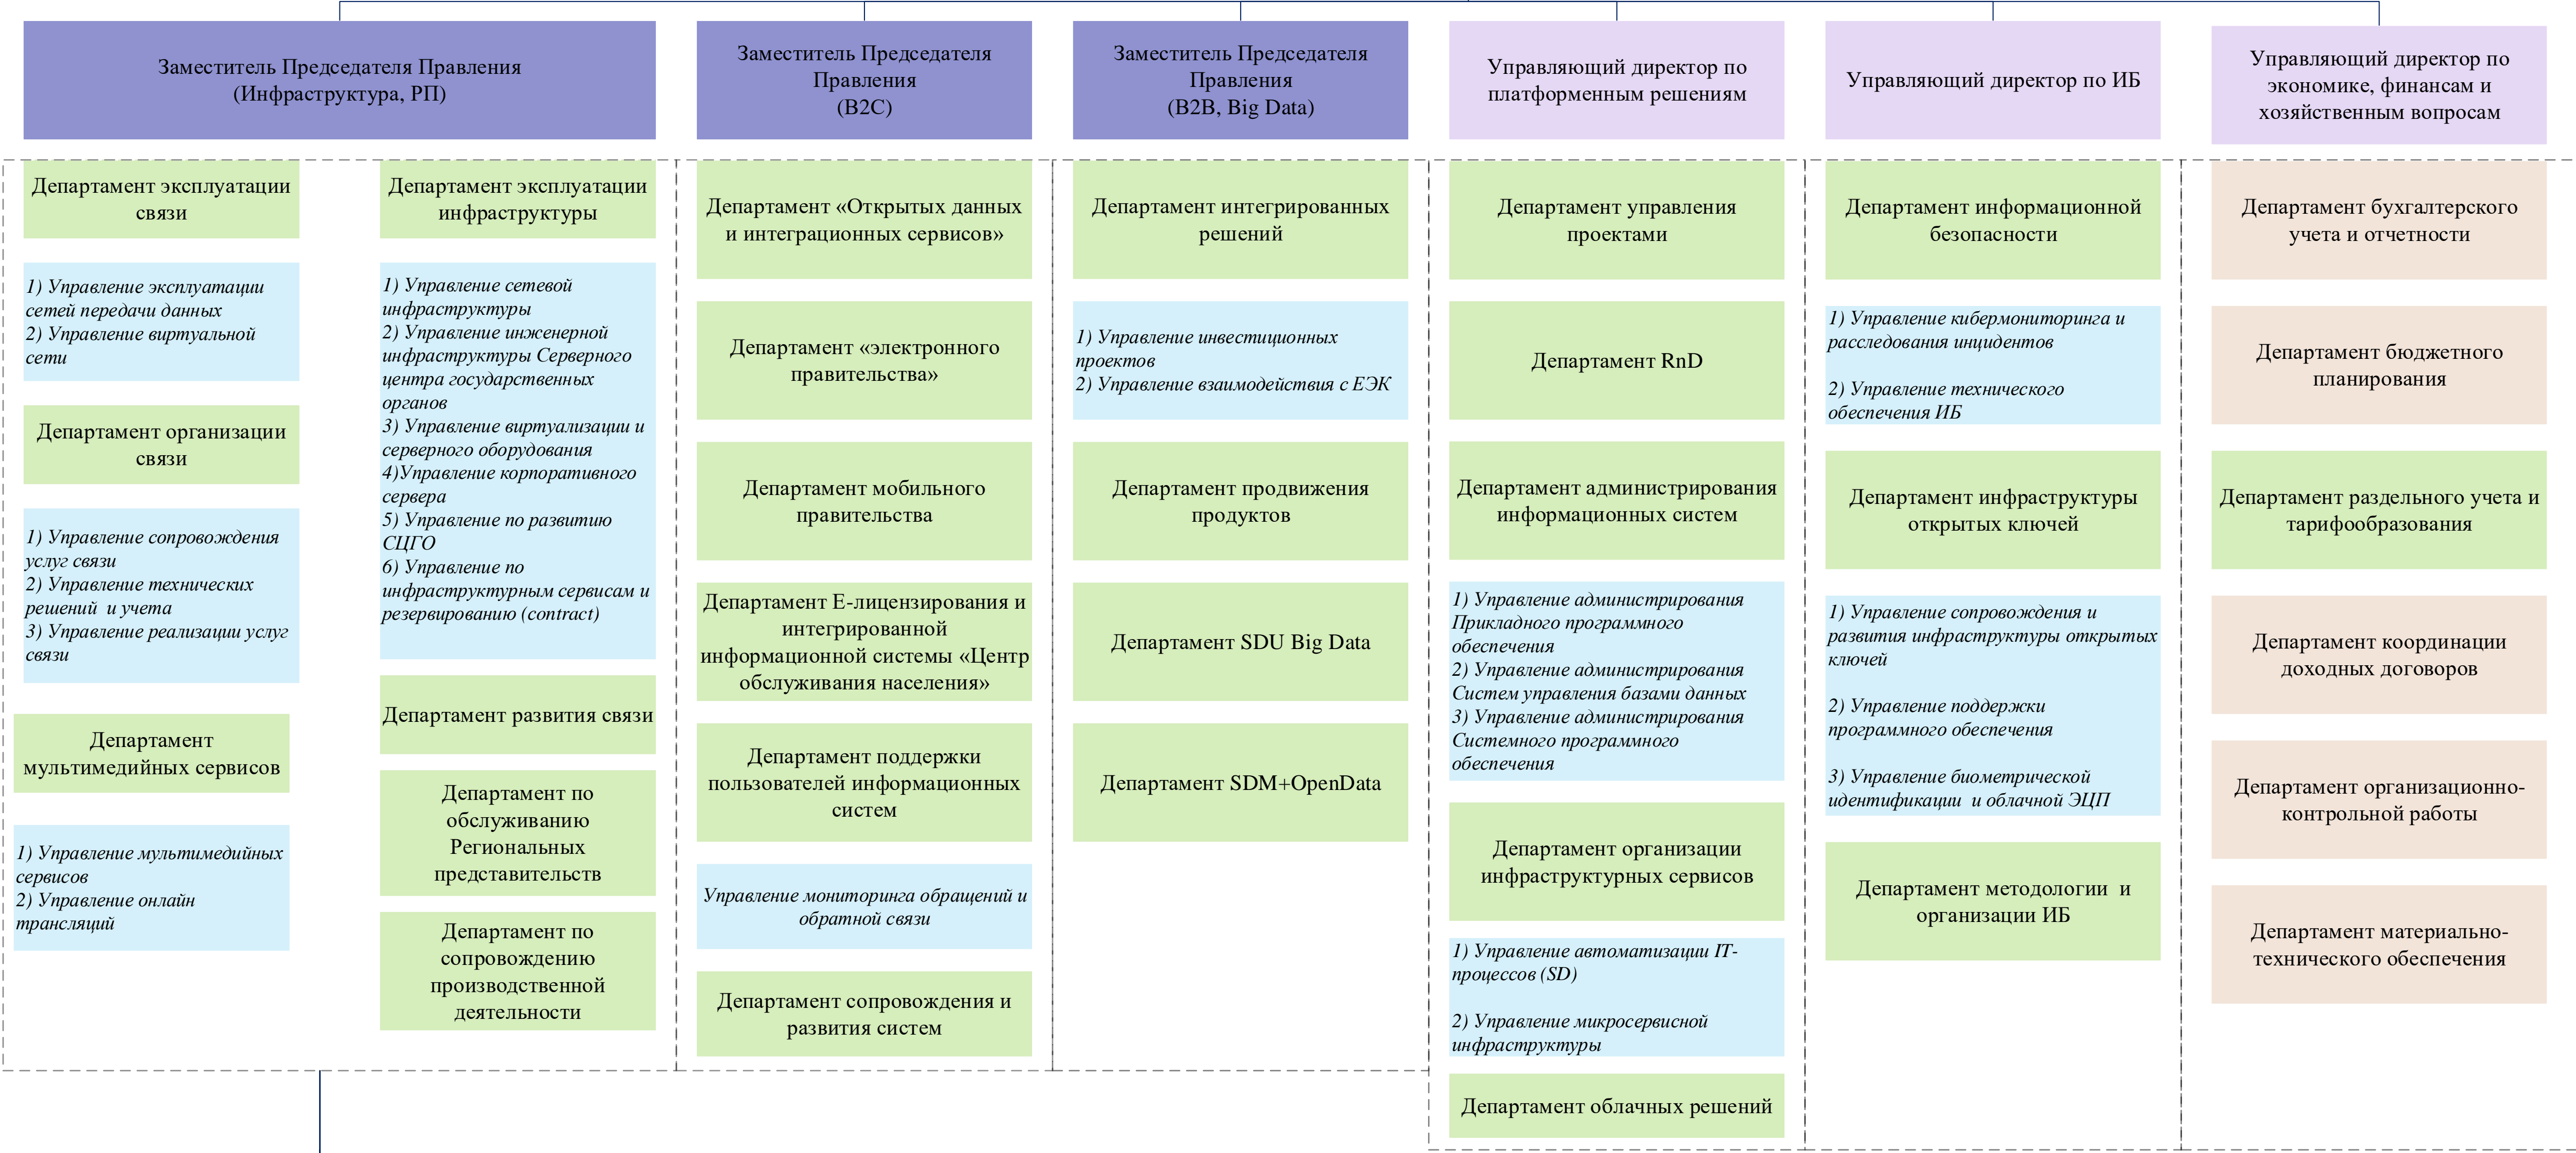 Заместитель Председателя Правления
(Инфраструктура, РП)
Заместитель Председателя
Правления
(B2C)
Заместитель Председателя
Правления
(B2B, Big Data)
Управляющий директор по
платформенным решениям
Управляющий директор по ИБ
Управляющий директор по
экономике, финансам и
хозяйственным вопросам
Департамент эксплуатации
связи
1) Управление эксплуатации
сетей передачи данных
2) Управление виртуальной
сети
Департамент организации
связи
1) Управление сопровождения
услуг связи
2) Управление технических
решений и учета
3) Управление реализации услуг
связи
Департамент
мультимедийных сервисов
1) Управление мультимедийных
сервисов
2) Управление онлайн
трансляций
Департамент эксплуатации
инфраструктуры
1) Управление сетевой
инфраструктуры
2) Управление инженерной
инфраструктуры Серверного
центра государственных
органов
3) Управление виртуализации и
серверного оборудования
4)Управление корпоративного
сервера
5) Управление по развитию
СЦГО
6) Управление по
инфраструктурным сервисам и
резервированию (contract)
Департамент развития связи
Департамент по
обслуживанию
Региональных
представительств
Департамент по
сопровождению
производственной
деятельности
Департамент «Открытых данных
и интеграционных сервисов»
Департамент «электронного
правительства»
Департамент мобильного
правительства
Департамент Е-лицензирования и
интегрированной
информационной системы «Центр
обслуживания населения»
Департамент поддержки
пользователей информационных
систем
Управление мониторинга обращений и
обратной связи
Департамент сопровождения и
развития систем
Департамент интегрированных
решений
1) Управление инвестиционных
проектов
2) Управление взаимодействия с ЕЭК
Департамент продвижения
продуктов
Департамент SDU Big Data
Департамент SDM+OpenData
Департамент управления
проектами
Департамент RnD
Департамент администрирования
информационных систем
1) Управление администрирования
Прикладного программного
обеспечения
2) Управление администрирования
Систем управления базами данных
3) Управление администрирования
Системного программного
обеспечения
Департамент организации
инфраструктурных сервисов
1) Управление автоматизации IT-
процессов (SD)
2) Управление микросервисной
инфраструктуры
Департамент облачных решений
Департамент информационной
безопасности
1) Управление кибермониторинга и
расследования инцидентов
2) Управление технического
обеспечения ИБ
Департамент инфраструктуры
открытых ключей
1) Управление сопровождения и
развития инфраструктуры открытых
ключей
2) Управление поддержки
программного обеспечения
3) Управление биометрической
идентификации и облачной ЭЦП
Департамент методологии и
организации ИБ
Департамент бухгалтерского
учета и отчетности
Департамент бюджетного
планирования
Департамент раздельного учета и
тарифообразования
Департамент координации
доходных договоров
Департамент организационно-
контрольной работы
Департамент материально-
технического обеспечения